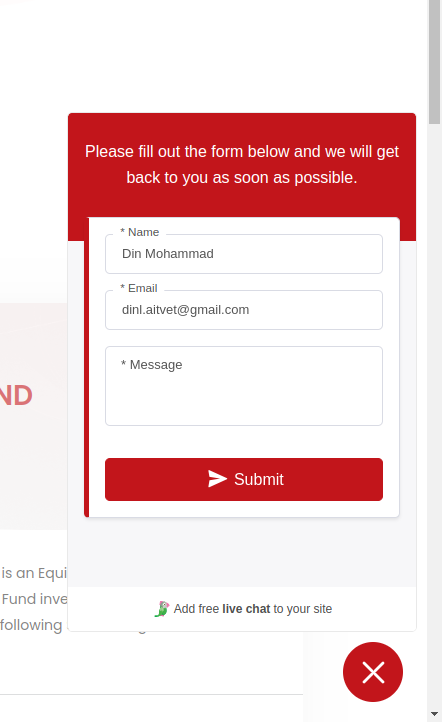 Please fill out the form below and we will get
back to you as soon as possible.
* Name
Din Mohammad
* Email
dinl.aitvet@gmail.com
* Message
Submit
Add free live chat to your site
ND
is an Equi
Fund inve
following